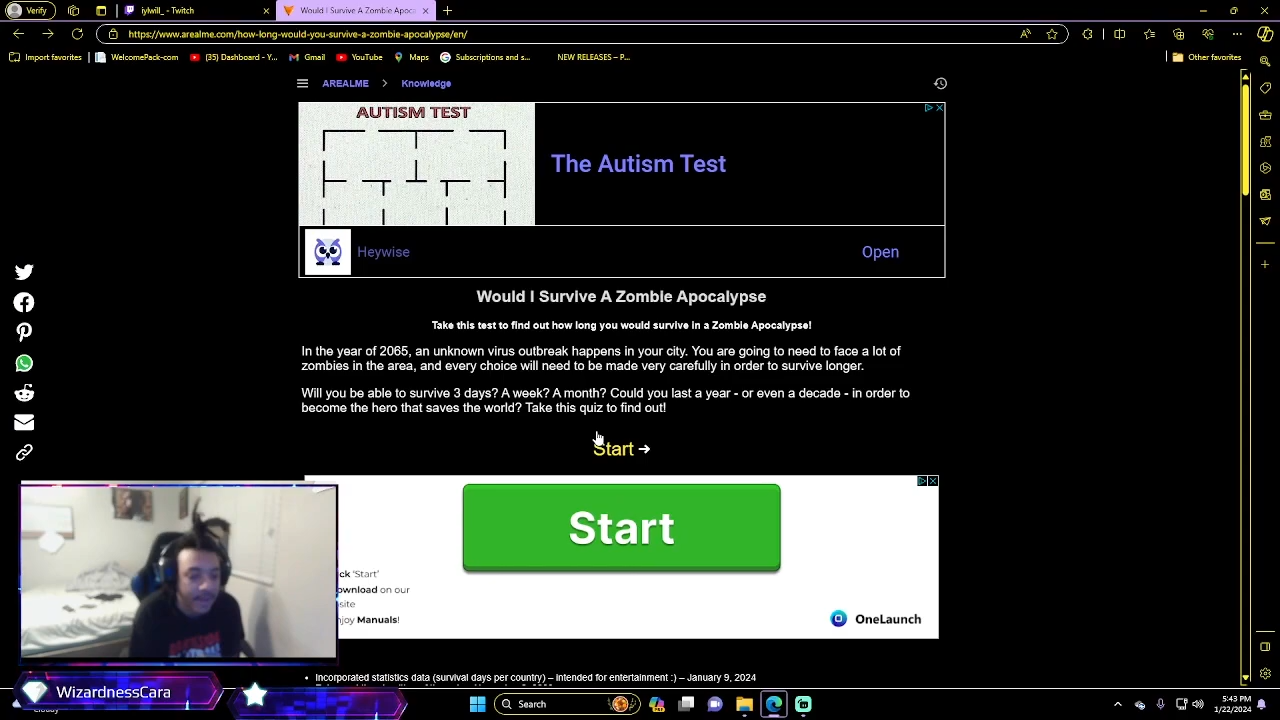 Verify
iylwill_ - Twitch
Would I Survive A Zombie Apoca
https://www.arealme.com/how-long-would-you-survive-a-zombie-apocalypse/en/
Import favorites
WelcomePack-com
(35) Dashboard - Y...
Gmail
YouTube
Maps
Subscriptions and s...
NEW RELEASES – P...
Other favorites
AREALME > Knowledge
AUTISM TEST
The Autism Test
Heywise
Open
Would I Survive A Zombie Apocalypse
Take this test to find out how long you would survive in a Zombie Apocalypse!
In the year of 2065, an unknown virus outbreak happens in your city. You are going to need to face a lot of
zombies in the area, and every choice will need to be made very carefully in order to survive longer.
Will you be able to survive 3 days? A week? A month? Could you last a year - or even a decade - in order to
become the hero that saves the world? Take this quiz to find out!
Start →
Start
'Start'
on our
enjoy Manuals!
OneLaunch
• Incorporated statistics data (survival days per country) – intended for entertainment :) – January 9, 2024
WizardnessCara
Cloudy
Search
5:43 PM
1/22/2024